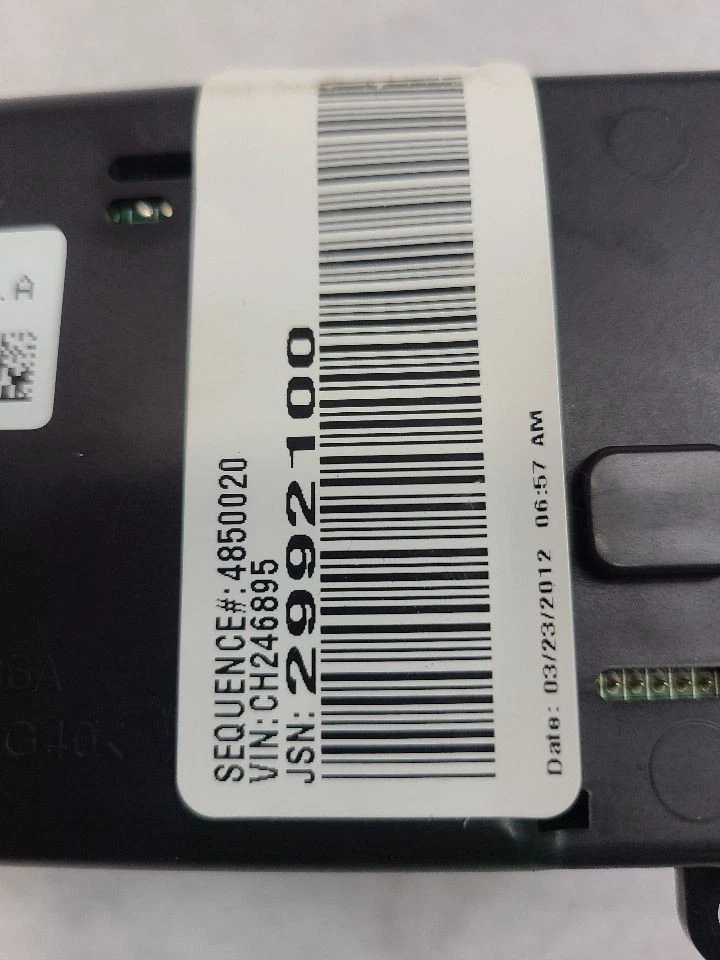 SEQUENCE#:4850020
VIN:CH246895
JSN: 2992100
Date: 03/23/2012 06:57 AM
A